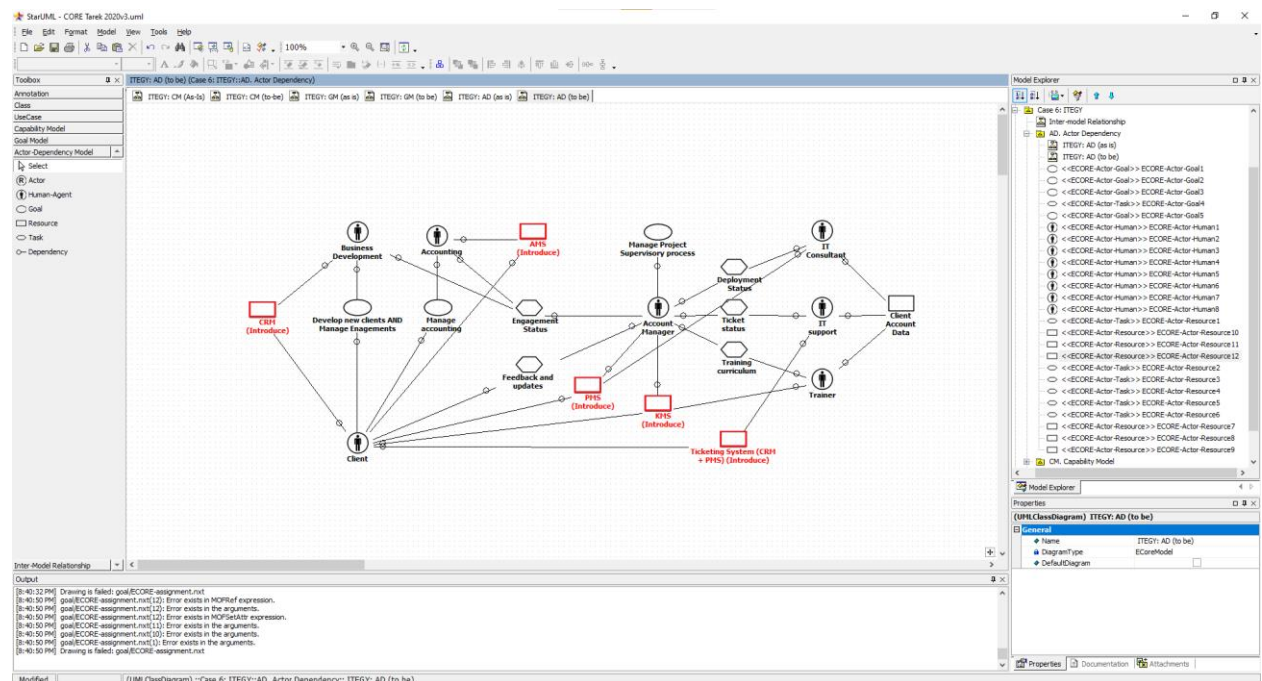 StarUML - CORE Tarek 2020v3.uml
File Edit Format Model View Tools Help
100%
Toolbox
ITEGY: AD (to be) (Case 6: ITEGY::AD. Actor Dependency)
Model Explorer
Annotation
Class
UseCase
Capability Model
Goal Model
Actor-Dependency Model
Select
Actor
Human-Agent
Goal
Resource
Task
Dependency
Inter-Model Relationship
ITEGY: CM (As-Is) ITEGY: CM (to-be) ITEGY: GM (as is) ITEGY: GM (to be) ITEGY: AD (as is) ITEGY: AD (to be)
Business
Development
Accounting
AMS
(Introduce)
Manage Project
Supervisory process
IT
Consultant
Deployment
Status
CRM
(Introduce)
Develop new clients AND
Manage Enagements
Manage
accounting
Engagement
Status
Account
Manager
Ticket
status
IT
support
Client
Account
Data
Feedback and
updates
Training
curriculum
PMS
(Introduce)
KMS
(Introduce)
Trainer
Client
Ticketing System (CRM
+ PMS) (Introduce)
Case 6: ITEGY
Inter-model Relationship
AD. Actor Dependency
ITEGY: AD (as is)
ITEGY: AD (to be)
<<ECORE-Actor-Goal>> ECORE-Actor-Goal1
<<ECORE-Actor-Goal>> ECORE-Actor-Goal2
<<ECORE-Actor-Goal>> ECORE-Actor-Goal3
<<ECORE-Actor-Task>> ECORE-Actor-Goal4
<<ECORE-Actor-Goal>> ECORE-Actor-Goal5
<<ECORE-Actor-Human>> ECORE-Actor-Human1
<<ECORE-Actor-Human>> ECORE-Actor-Human2
<<ECORE-Actor-Human>> ECORE-Actor-Human3
<<ECORE-Actor-Human>> ECORE-Actor-Human4
<<ECORE-Actor-Human>> ECORE-Actor-Human5
<<ECORE-Actor-Human>> ECORE-Actor-Human6
<<ECORE-Actor-Human>> ECORE-Actor-Human7
<<ECORE-Actor-Human>> ECORE-Actor-Human8
<<ECORE-Actor-Task>> ECORE-Actor-Resource1
<<ECORE-Actor-Resource>> ECORE-Actor-Resource10
<<ECORE-Actor-Resource>> ECORE-Actor-Resource11
<<ECORE-Actor-Resource>> ECORE-Actor-Resource12
<<ECORE-Actor-Task>> ECORE-Actor-Resource2
<<ECORE-Actor-Task>> ECORE-Actor-Resource3
<<ECORE-Actor-Task>> ECORE-Actor-Resource4
<<ECORE-Actor-Task>> ECORE-Actor-Resource5
<<ECORE-Actor-Task>> ECORE-Actor-Resource6
<<ECORE-Actor-Resource>> ECORE-Actor-Resource7
<<ECORE-Actor-Resource>> ECORE-Actor-Resource8
<<ECORE-Actor-Resource>> ECORE-Actor-Resource9
CM. Capability Model
Model Explorer
Properties
(UMLClassDiagram) ITEGY: AD (to be)
General
Name ITEGY: AD (to be)
DiagramType ECoreModel
DefaultDiagram
Properties Documentation Attachments
Output
[8:40:32 PM] Drawing is failed: goal/ECORE-assignment.nxt
[8:40:50 PM] goal/ECORE-assignment.nxt(12): Error exists in MOFRef expression.
[8:40:50 PM] goal/ECORE-assignment.nxt(12): Error exists in the arguments.
[8:40:50 PM] goal/ECORE-assignment.nxt(12): Error exists in MOFSetAttr expression.
[8:40:50 PM] goal/ECORE-assignment.nxt(11): Error exists in the arguments.
[8:40:50 PM] goal/ECORE-assignment.nxt(10): Error exists in the arguments.
[8:40:50 PM] goal/ECORE-assignment.nxt(1): Error exists in the arguments.
[8:40:50 PM] Drawing is failed: goal/ECORE-assignment.nxt
Modified (UMLClassDiagram) ::Case 6: ITEGY::AD. Actor Dependency:: ITEGY: AD (to be)